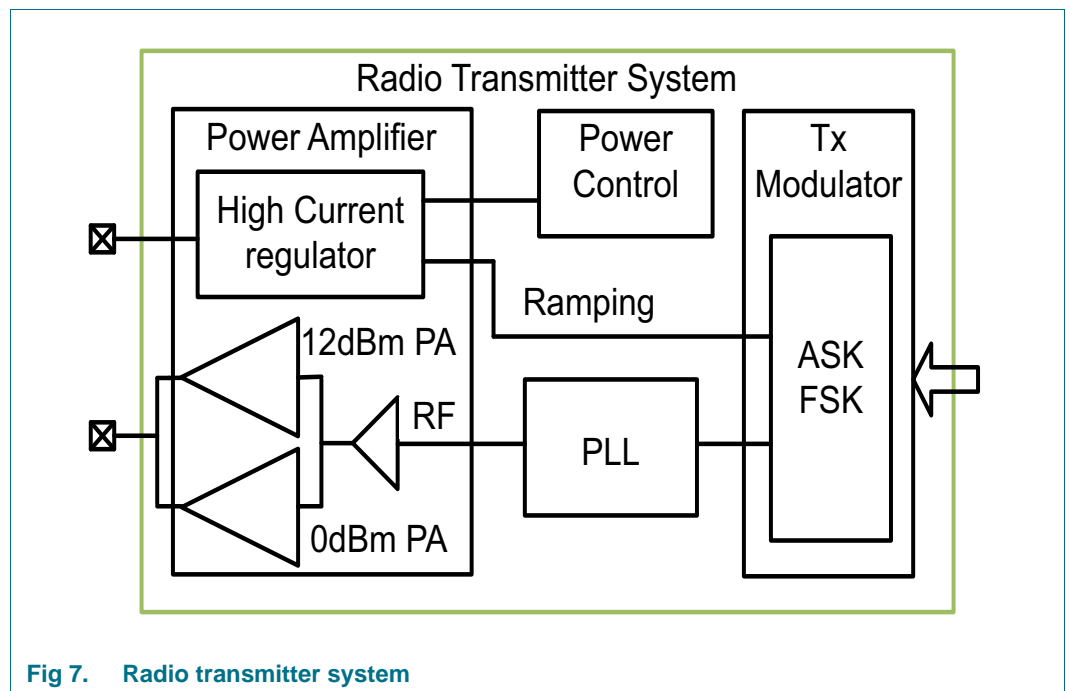 Radio Transmitter System
Power Amplifier
High Current
regulator
Power
Control
Tx
Modulator
Ramping
12dBm PA
RF
PLL
ASK
FSK
0dBm PA
Fig 7. Radio transmitter system